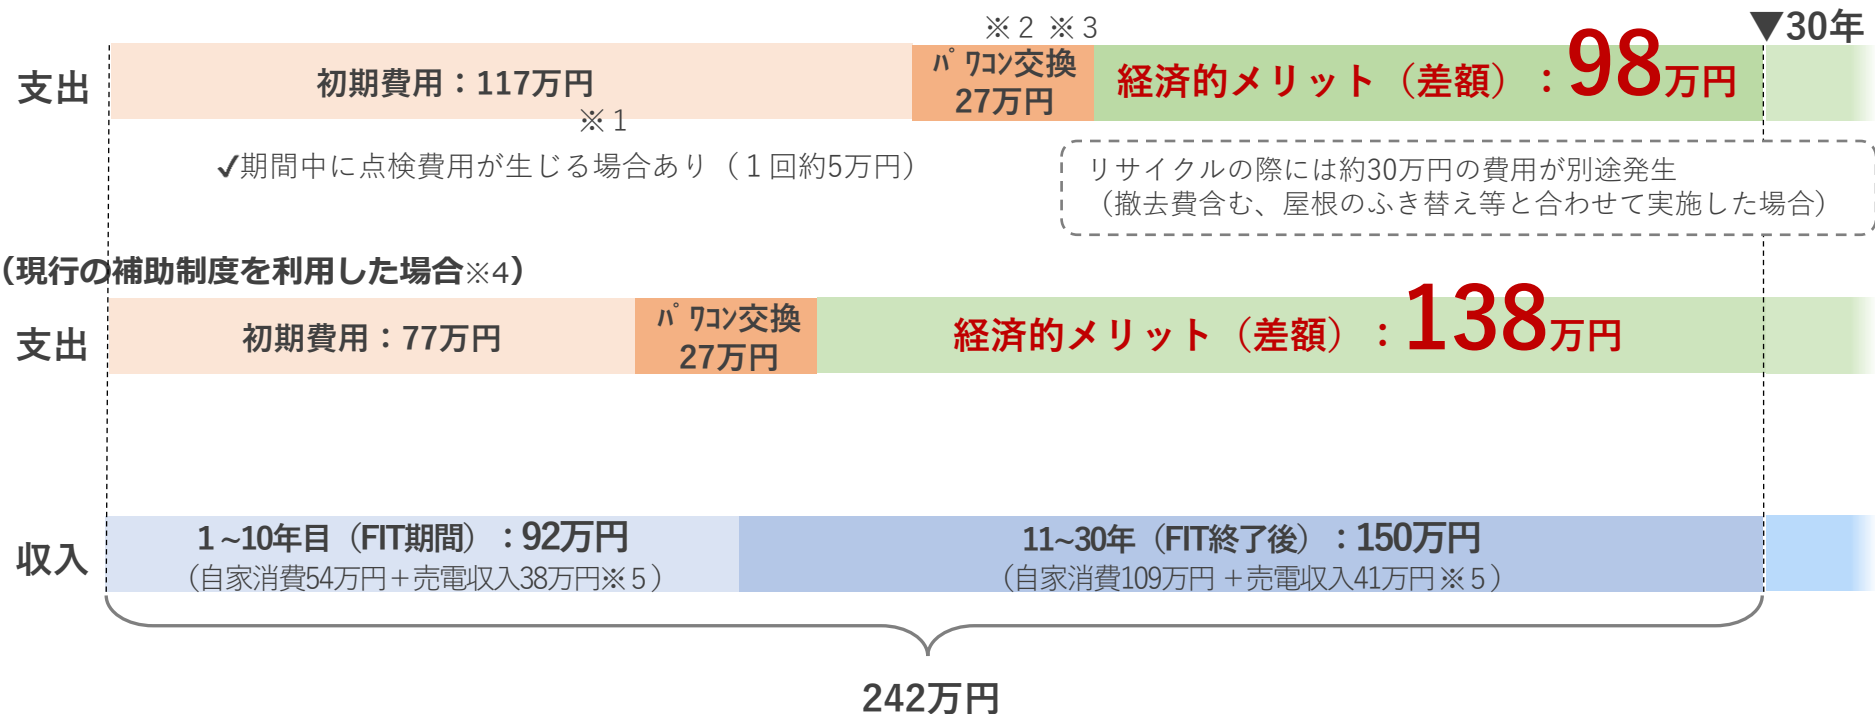 ※２ ※３
▼30年
支出
初期費用：117万円
※１
ﾊﾟﾜｺﾝ交換
27万円
経済的メリット（差額）：98万円
✓期間中に点検費用が生じる場合あり（１回約5万円）
リサイクルの際には約30万円の費用が別途発生
（撤去費含む、屋根のふき替え等と合わせて実施した場合）
（現行の補助制度を利用した場合※4）
支出
初期費用：77万円
ﾊﾟﾜｺﾝ交換
27万円
経済的メリット（差額）：138万円
収入
１~10年目（FIT期間）：92万円
（自家消費54万円＋売電収入38万円※５）
11~30年（FIT終了後）：150万円
（自家消費109万円＋売電収入41万円※５）
242万円